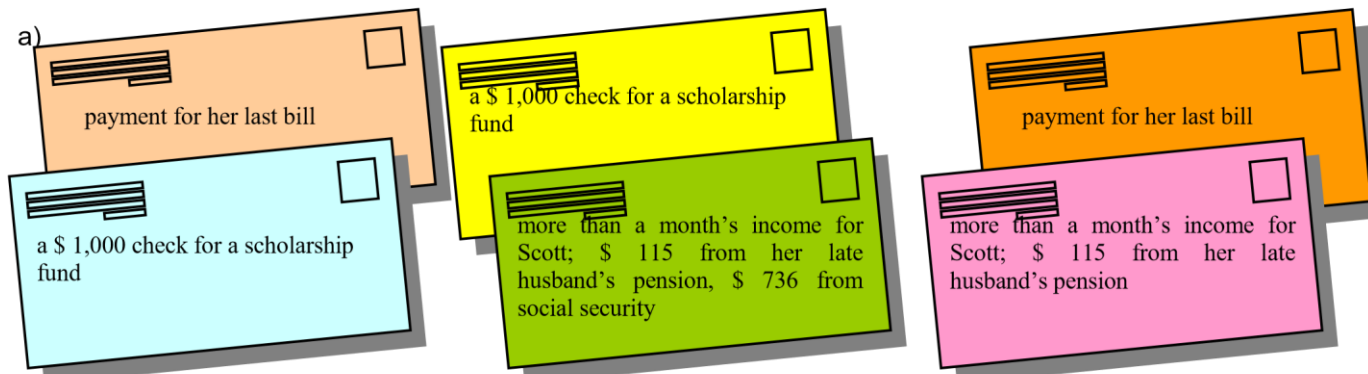 a)
payment for her last bill
a $ 1,000 check for a scholarship
fund
a $ 1,000 check for a scholarship
fund
more than a month’s income for
Scott; $ 115 from her late
husband’s pension, $ 736 from
social security
payment for her last bill
more than a month’s income for
Scott; $ 115 from her late
husband’s pension